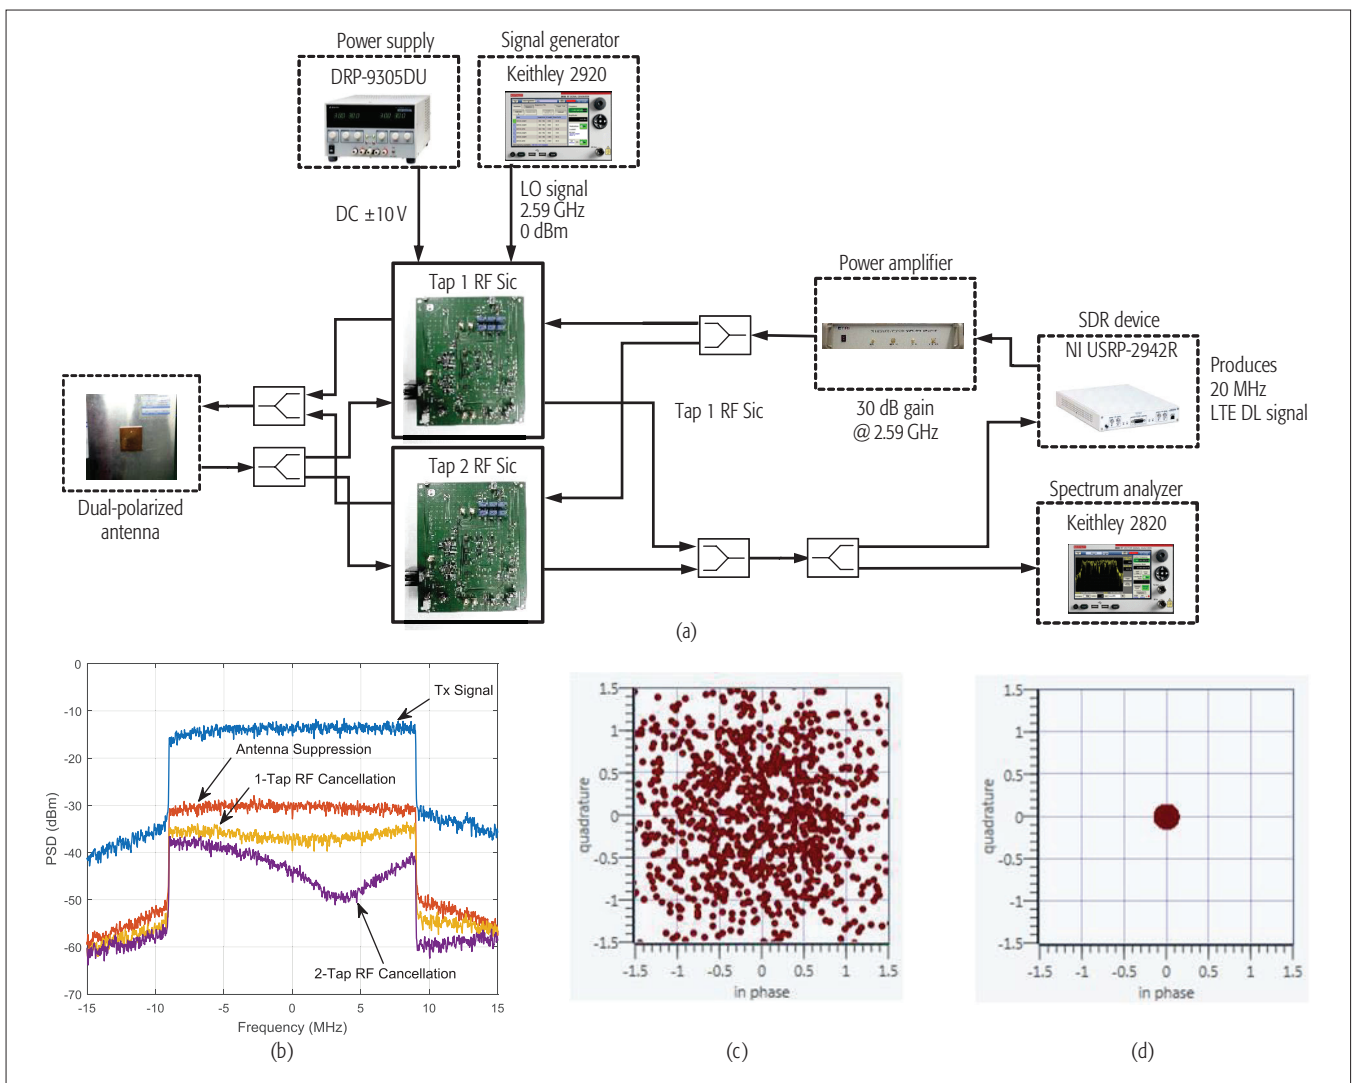 Power supply
DRP-9305DU
Signal generator
Keithley 2920
DC ±10 V
LO signal
2.59 GHz
0 dBm
Tap 1 RF Sic
Tap 2 RF Sic
Dual-polarized
antenna
Tap 1 RF Sic
Power amplifier
30 dB gain
@ 2.59 GHz
SDR device
NI USRP-2942R
Produces
20 MHz
LTE DL signal
Spectrum analyzer
Keithley 2820
(a)
0
-10
-20
-30
-40
-50
-60
-70
PSD (dBm)
Tx Signal
Antenna Suppression
1-Tap RF Cancellation
2-Tap RF Cancellation
-15 -10 -5 0 5 10 15
Frequency (MHz)
(b)
1.5
1
0.5
0
-0.5
-1
-1.5
quadrature
-1.5 -1 -0.5 0 0.5 1 1.5
in phase
(c)
1.5
1
0.5
0
-0.5
-1
-1.5
quadrature
-1.5 -1 -0.5 0 0.5 1 1.5
in phase
(d)